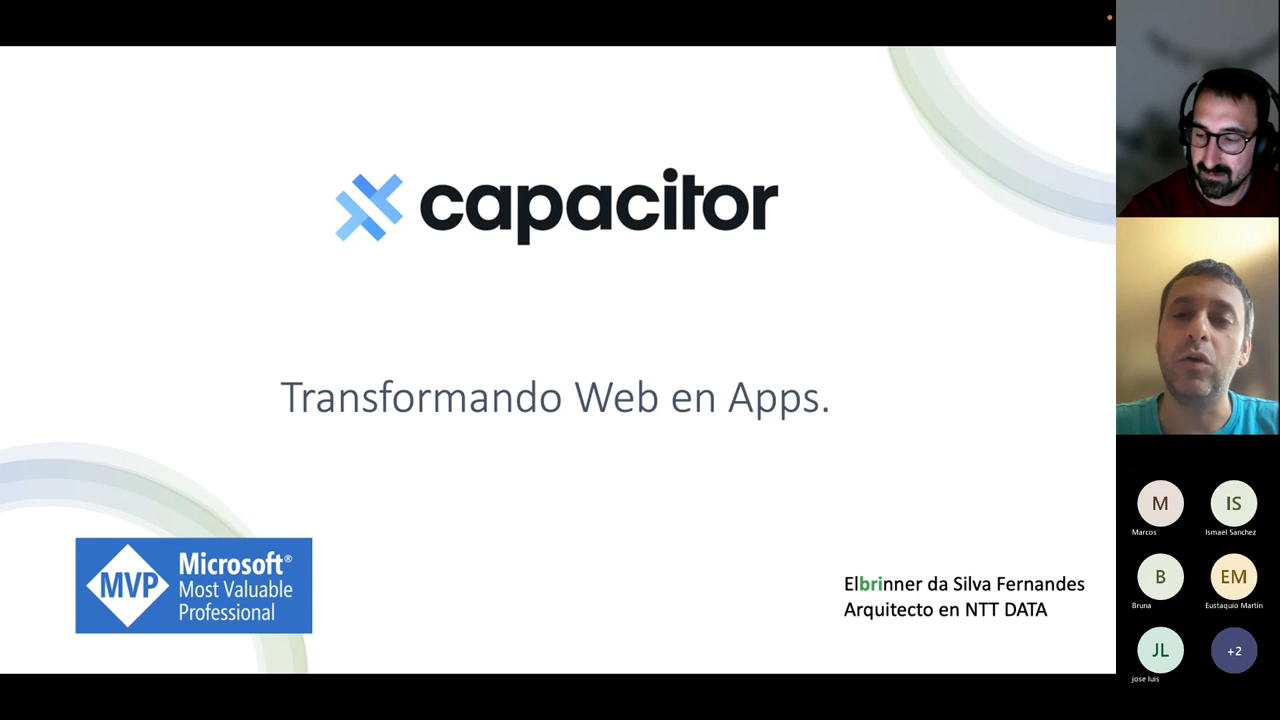 capacitor
Transformando Web en Apps.
MVP
Microsoft®
Most Valuable
Professional
Elbrinner da Silva Fernandes
Arquitecto en NTT DATA
M
Marcos
IS
Ismael Sanchez
B
Bruna
EM
Eustaquio Martín
JL
jose luis
+2